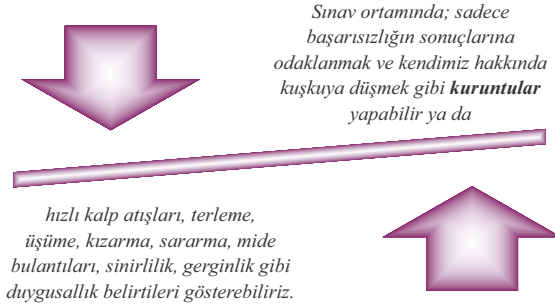 Sınav ortamında; sadece
başarısızlığın sonuçlarına
odaklanmak ve kendimiz hakkında
kuşkuya düşmek gibi kuruntular
yapabilir ya da
hızlı kalp atışları, terleme,
üşüme, kızarma, sararma, mide
bulantıları, sinirlilik, gerginlik gibi
duygusallık belirtileri gösterebiliriz.